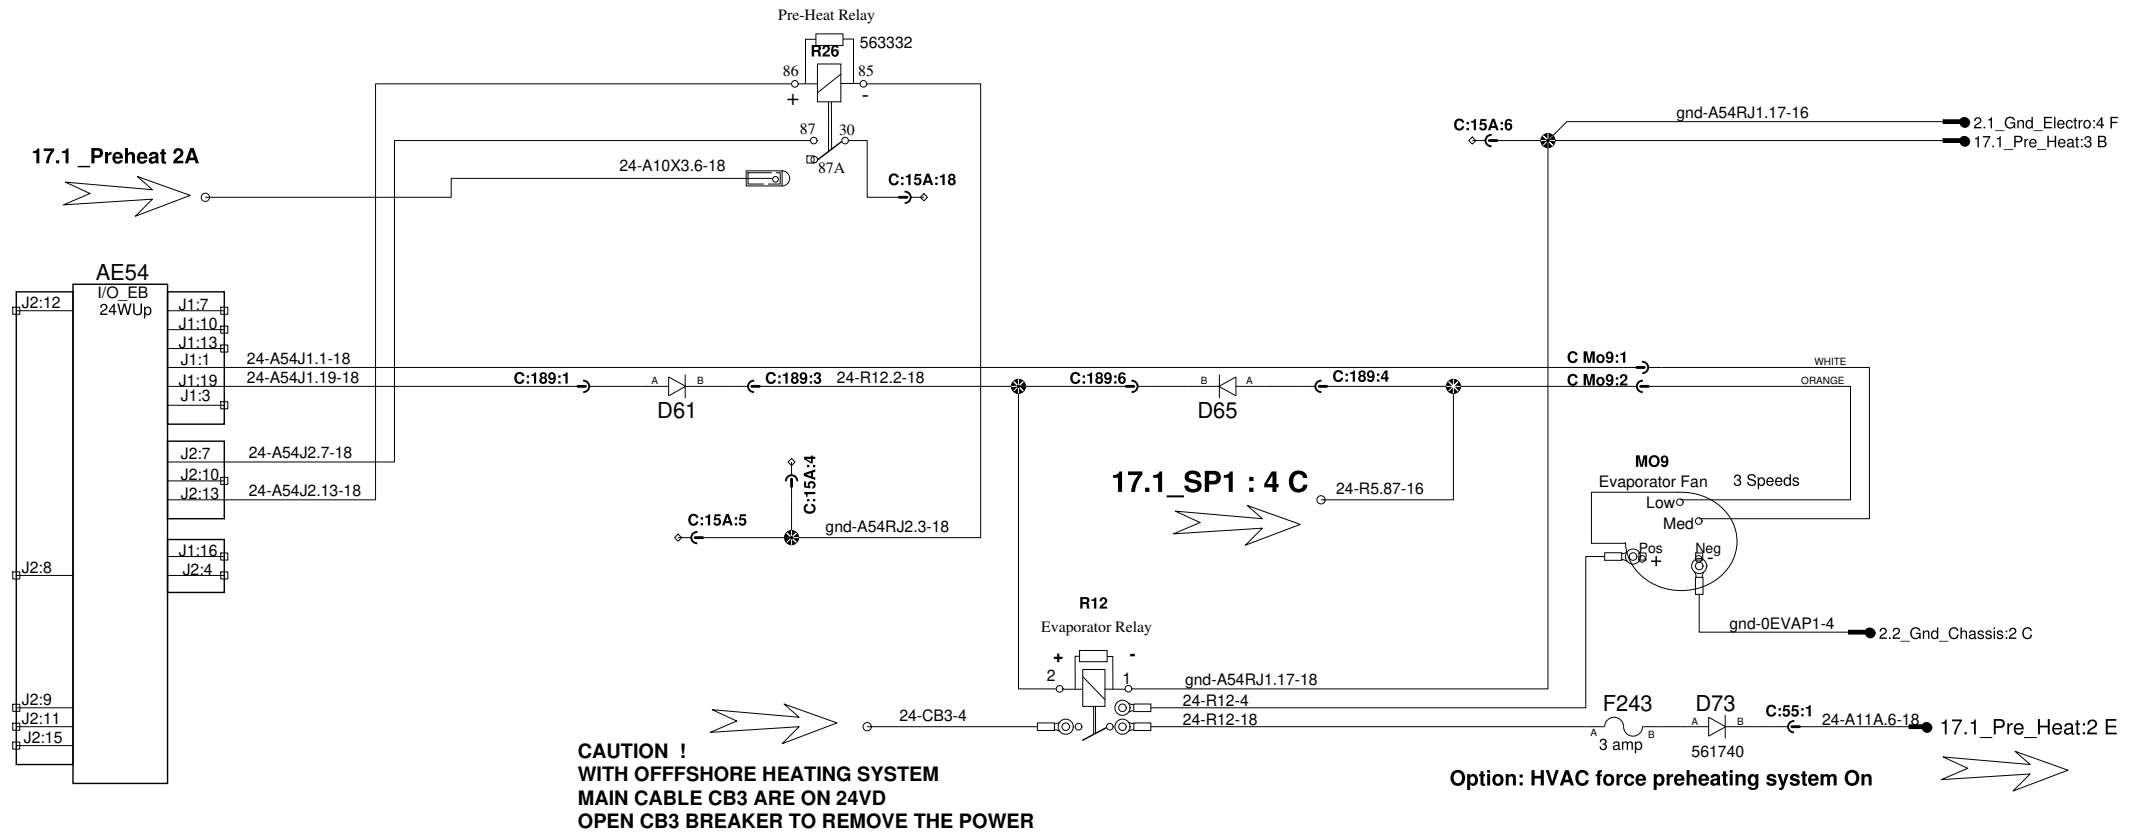 Pre-Heat Relay
R26
563332
86
85
+
-
87
30
87A
17.1 _Preheat 2A
24-A10X3.6-18
C:15A:18
C:15A:6
gnd-A54RJ1.17-16
2.1_Gnd_Electro:4 F
17.1_Pre_Heat:3 B
AE54
I/O_EB
24WUp
J2:12
J1:7
J1:10
J1:13
J1:1
J1:19
J1:3
J2:7
J2:10
J2:13
J1:16
J2:4
J2:8
J2:9
J2:11
J2:15
24-A54J1.1-18
24-A54J1.19-18
C:189:1
A
B
D61
C:189:3
24-R12.2-18
C:189:6
B
A
D65
C:189:4
C Mo9:1
WHITE
C Mo9:2
ORANGE
24-A54J2.7-18
24-A54J2.13-18
C:15A:4
C:15A:5
gnd-A54RJ2.3-18
17.1_SP1 : 4 C
24-R5.87-16
MO9
Evaporator Fan
3 Speeds
Low
Med
Pos
+
Neg
-
gnd-0EVAP1-4
2.2_Gnd_Chassis:2 C
R12
Evaporator Relay
+
-
2
1
gnd-A54RJ1.17-18
24-R12-4
24-R12-18
24-CB3-4
F243
A
B
3 amp
D73
A
B
561740
C:55:1
24-A11A.6-18
17.1_Pre_Heat:2 E
Option: HVAC force preheating system On
CAUTION !
WITH OFFFSHORE HEATING SYSTEM
MAIN CABLE CB3 ARE ON 24VD
OPEN CB3 BREAKER TO REMOVE THE POWER